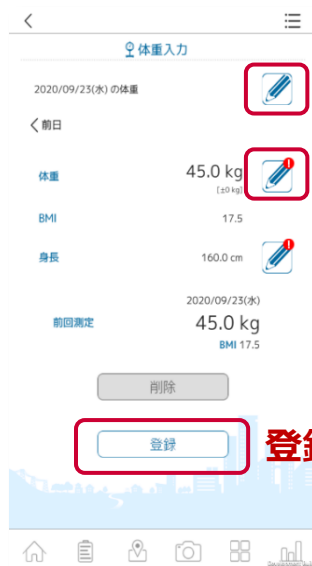 体重入力
2020/09/23(水) の体重
前日
体重 45.0 kg
[±0 kg]
BMI 17.5
身長 160.0 cm
2020/09/23(水)
前回測定 45.0 kg
BMI 17.5
削除
登録
登録